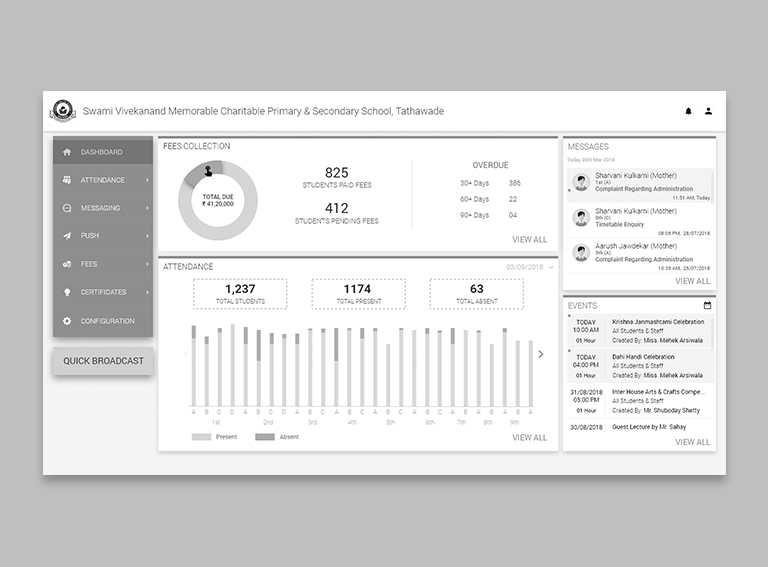 Swami Vivekanand Memorable Charitable Primary & Secondary School, Tathawade
DASHBOARD
ATTENDANCE
MESSAGING
PUSH
FEES
CERTIFICATES
CONFIGURATION
QUICK BROADCAST
FEES COLLECTION
TOTAL DUE
₹ 41,20,000
825
STUDENTS PAID FEES
412
STUDENTS PENDING FEES
OVERDUE
30+ Days 386
60+ Days 22
90+ Days 04
VIEW ALL
ATTENDANCE
03/09/2018
1,237
TOTAL STUDENTS
1174
TOTAL PRESENT
63
TOTAL ABSENT
A B C D A B C D A A B C A B C A B C A B A B A B A B A
1st 2nd 3rd 4th 5th 6th 7th 8th 9th
Present Absent
VIEW ALL
MESSAGES
Today 30th Mar 2018
Sharvani Kulkarni (Mother)
1st (A)
Complaint Regarding Administration
11:51 AM, Today
Sharvani Kulkarni (Mother)
9th (C)
Timetable Enquiry
08:06 PM, 28/07/2018
Aarush Jawdekar (Mother)
5th (A)
Complaint Regarding Administration
10:35 AM, 25/07/2018
VIEW ALL
EVENTS
TODAY
10:00 AM
01 Hour
Krishna Janmashtami Celebration
All Students & Staff
Created By: Miss. Mehek Arsiwala
TODAY
04:00 PM
01 Hour
Dahi Handi Celebration
All Students & Staff
Created By: Miss. Mehek Arsiwala
31/08/2018
05:00 PM
01 Hour
Inter House Arts & Crafts Compe...
All Students & Staff
Created By: Mr. Shuboday Shetty
30/08/2018
Guest Lecture by Mr. Sahay
VIEW ALL